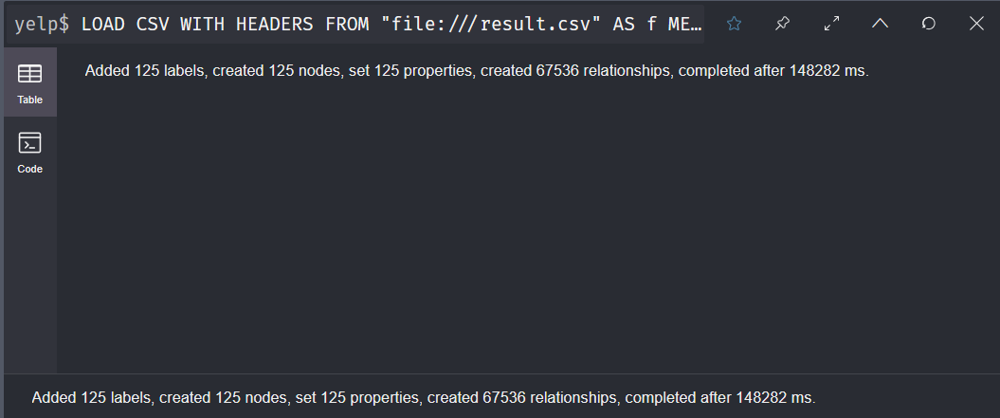 yelp$ LOAD CSV WITH HEADERS FROM "file:///result.csv" AS f ME…
Table
Added 125 labels, created 125 nodes, set 125 properties, created 67536 relationships, completed after 148282 ms.
Code
Added 125 labels, created 125 nodes, set 125 properties, created 67536 relationships, completed after 148282 ms.